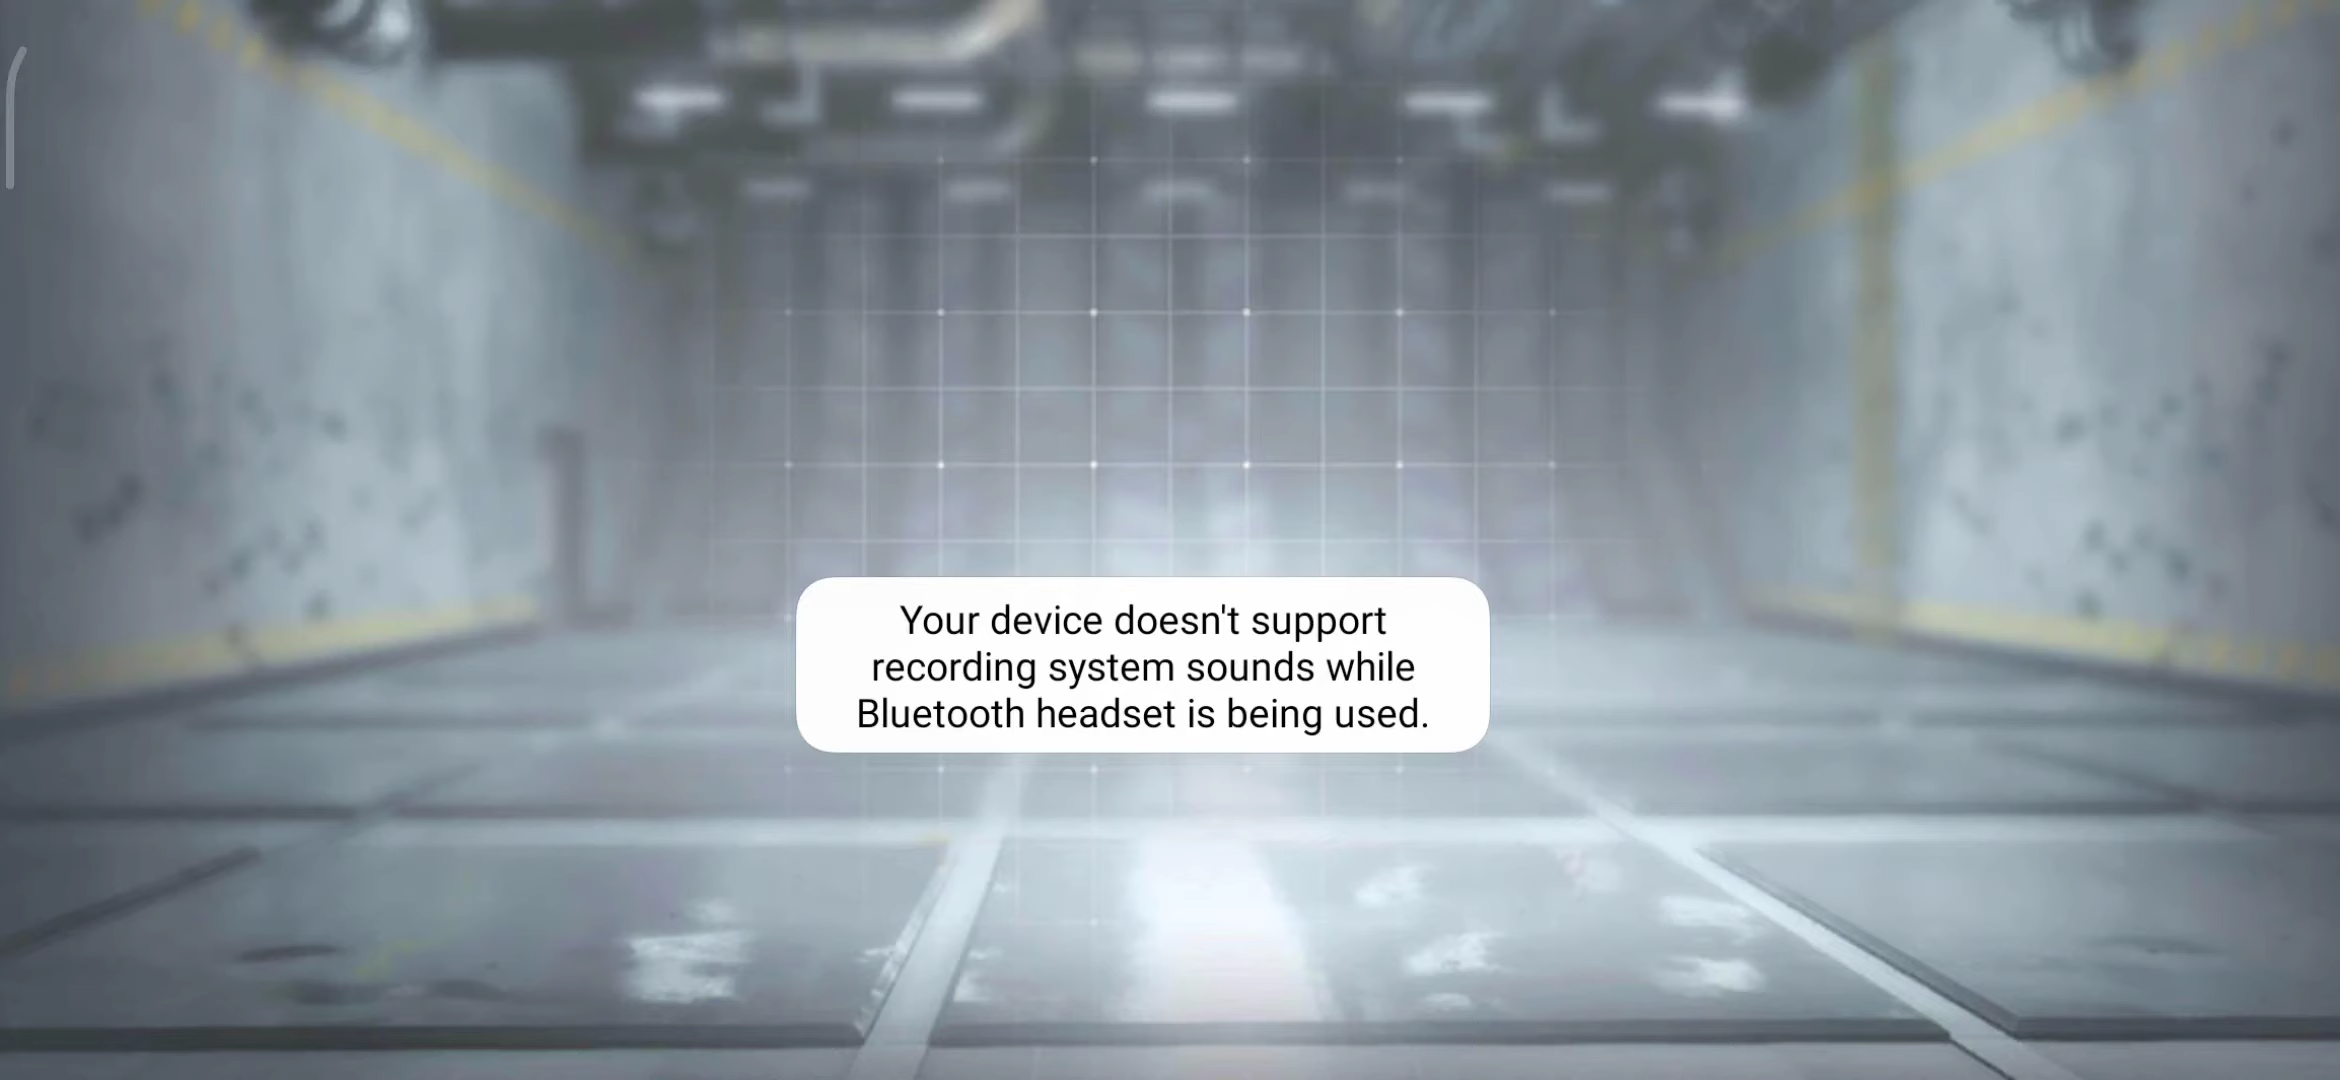 Your device doesn't support
recording system sounds while
Bluetooth headset is being used.